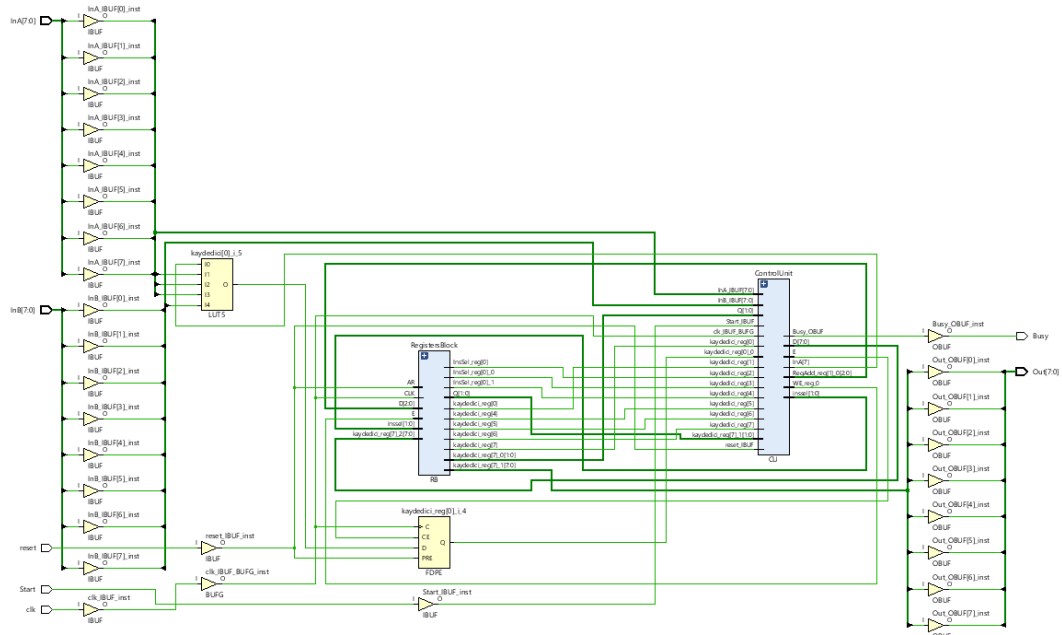 InA[7:0]
InA_IBUF[0]_inst
I
O
IBUF
InA_IBUF[1]_inst
I
O
IBUF
InA_IBUF[2]_inst
I
O
IBUF
InA_IBUF[3]_inst
I
O
IBUF
InA_IBUF[4]_inst
I
O
IBUF
InA_IBUF[5]_inst
I
O
IBUF
InA_IBUF[6]_inst
I
O
IBUF
InA_IBUF[7]_inst
I
O
IBUF
InB[7:0]
InB_IBUF[0]_inst
I
O
IBUF
InB_IBUF[1]_inst
I
O
IBUF
InB_IBUF[2]_inst
I
O
IBUF
InB_IBUF[3]_inst
I
O
IBUF
InB_IBUF[4]_inst
I
O
IBUF
InB_IBUF[5]_inst
I
O
IBUF
InB_IBUF[6]_inst
I
O
IBUF
InB_IBUF[7]_inst
I
O
IBUF
reset
Start
clk
clk_IBUF_inst
I
O
IBUF
kaydedici[0]_i_5
I0
I1
I2
I3
I4
O
LUT5
reset_IBUF_inst
I
O
IBUF
clk_IBUF_BUFG_inst
I
O
BUFG
RegistersBlock
AR
CLK
D[2:0]
E
inssel[1:0]
kaydedici_reg[7]_2[7:0]
InsSel_reg[0]
InsSel_reg[0]_0
InsSel_reg[0]_1
Q[1:0]
kaydedici_reg[0]
kaydedici_reg[4]
kaydedici_reg[5]
kaydedici_reg[6]
kaydedici_reg[7]
kaydedici_reg[7]_0[1:0]
kaydedici_reg[7]_1[7:0]
RB
kaydedici_reg[0]_i_4
C
CE
D
PRE
Q
FDPE
Start_IBUF_inst
I
O
IBUF
ControlUnit
InA_IBUF[7:0]
InB_IBUF[7:0]
Q[1:0]
Start_IBUF
clk_IBUF_BUFG
kaydedici_reg[0]
kaydedici_reg[0]_0
kaydedici_reg[1]
kaydedici_reg[2]
kaydedici_reg[3]
kaydedici_reg[4]
kaydedici_reg[5]
kaydedici_reg[6]
kaydedici_reg[7]
kaydedici_reg[7]_1[1:0]
reset_IBUF
Busy_OBUF
D[7:0]
E
InA[7]
RegAdd_reg[1]_0[2:0]
WE_reg_0
inssel[1:0]
CU
Busy_OBUF_inst
I
O
OBUF
Busy
Out_OBUF[0]_inst
I
O
OBUF
Out[7:0]
Out_OBUF[1]_inst
I
O
OBUF
Out_OBUF[2]_inst
I
O
OBUF
Out_OBUF[3]_inst
I
O
OBUF
Out_OBUF[4]_inst
I
O
OBUF
Out_OBUF[5]_inst
I
O
OBUF
Out_OBUF[6]_inst
I
O
OBUF
Out_OBUF[7]_inst
I
O
OBUF